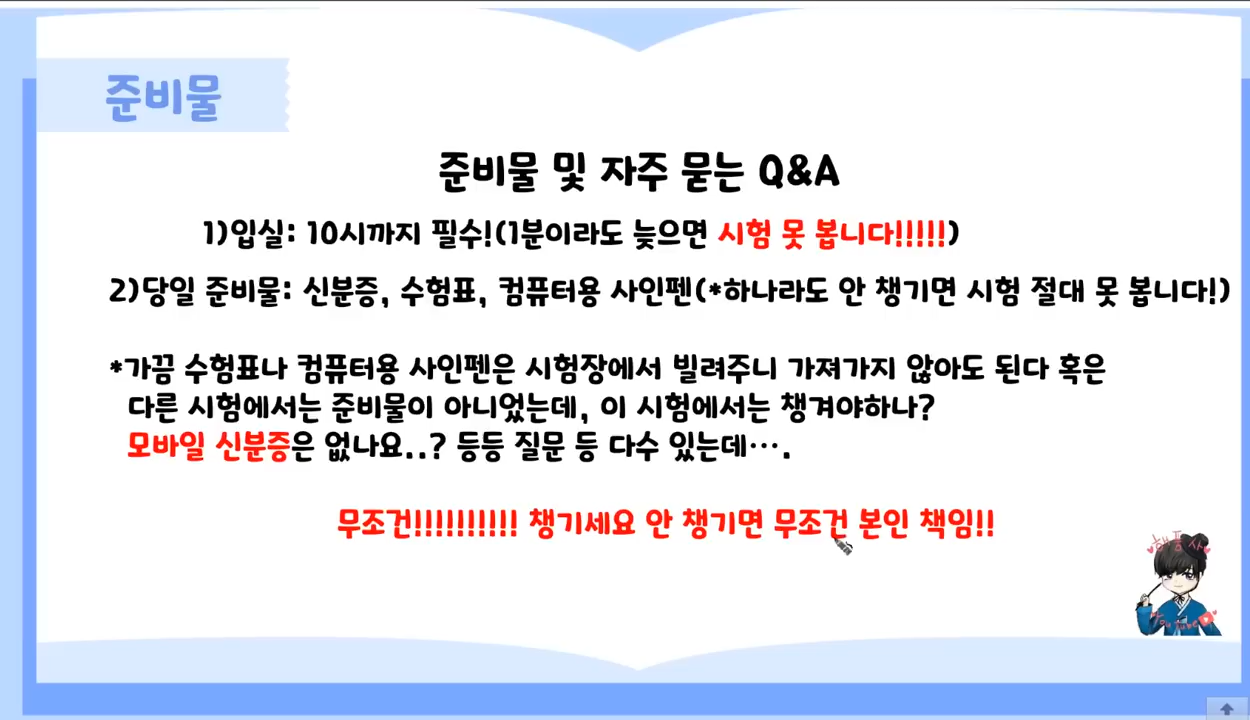 준비물
준비물 및 자주 묻는 Q&A
1)입실: 10시까지 필수!(1분이라도 늦으면 시험 못 봅니다!!!!!)
2)당일 준비물: 신분증, 수험표, 컴퓨터용 사인펜(*하나라도 안 챙기면 시험 절대 못 봅니다!)
*가끔 수험표나 컴퓨터용 사인펜은 시험장에서 빌려주니 가져가지 않아도 된다 혹은
다른 시험에서는 준비물이 아니었는데, 이 시험에서는 챙겨야하나?
모바일 신분증은 없나요..? 등등 질문 등 다수 있는데….
무조건!!!!!!!!!! 챙기세요 안 챙기면 무조건 본인 책임!!
해품사
YouTube